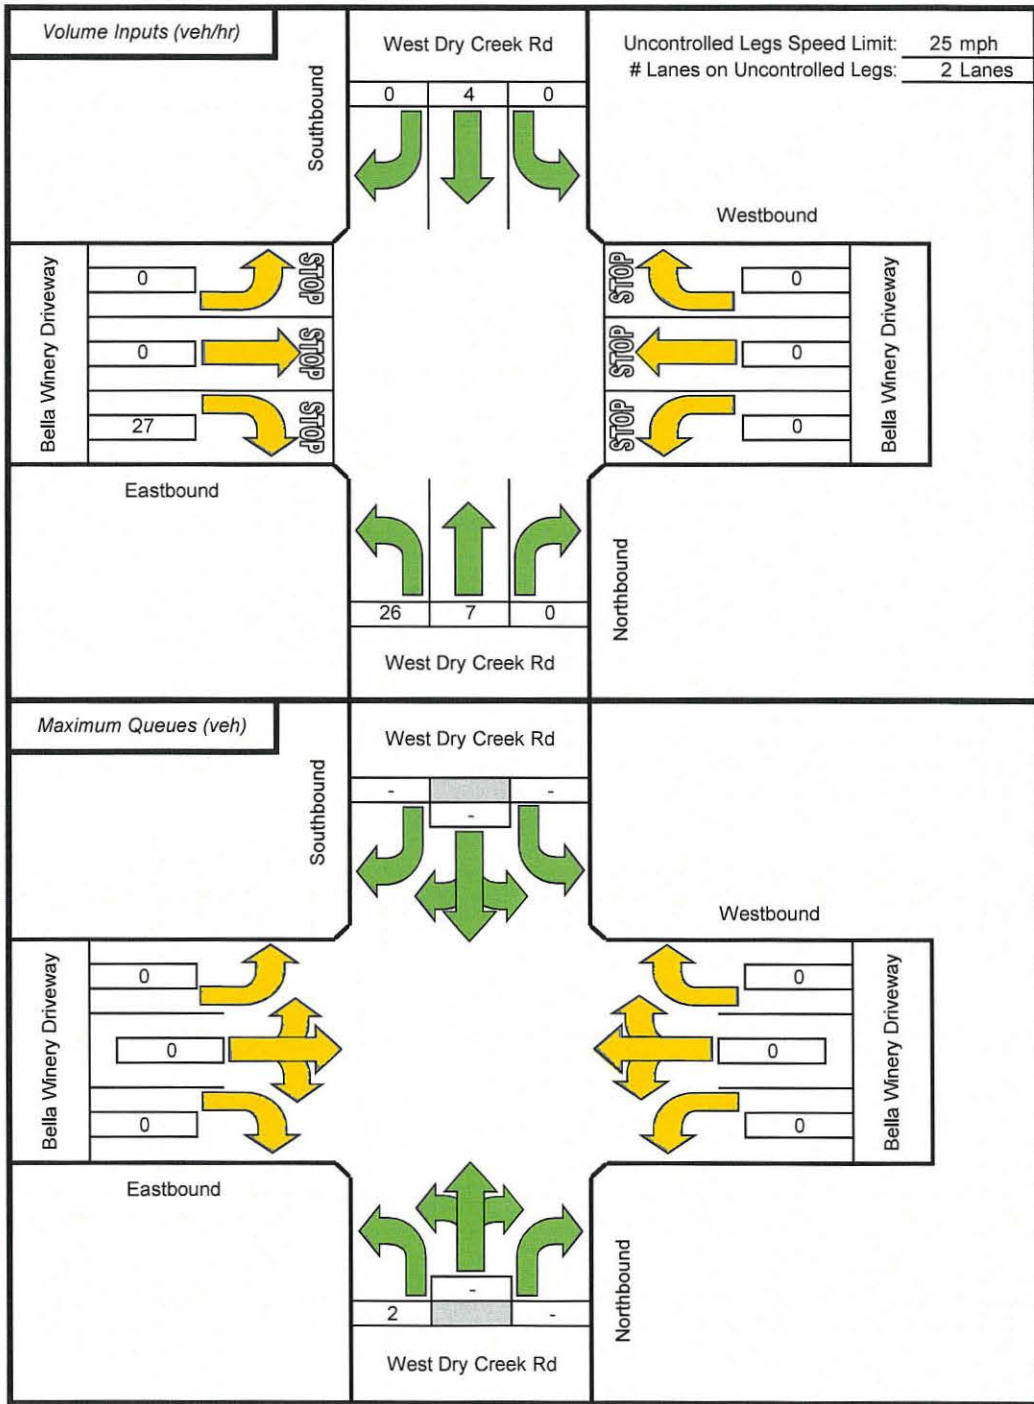 Volume Inputs (veh/hr)
West Dry Creek Rd
Uncontrolled Legs Speed Limit: 25 mph
# Lanes on Uncontrolled Legs: 2 Lanes
0 4 0
Southbound
Westbound
Bella Winery Driveway
0 STOP
0 STOP
27 STOP
STOP 0
STOP 0
STOP 0
Bella Winery Driveway
Eastbound
Northbound
26 7 0
West Dry Creek Rd
Maximum Queues (veh)
West Dry Creek Rd
- -
-
Southbound
Westbound
Bella Winery Driveway
0
0
0
0
0
0
Bella Winery Driveway
Eastbound
Northbound
-
2 -
West Dry Creek Rd